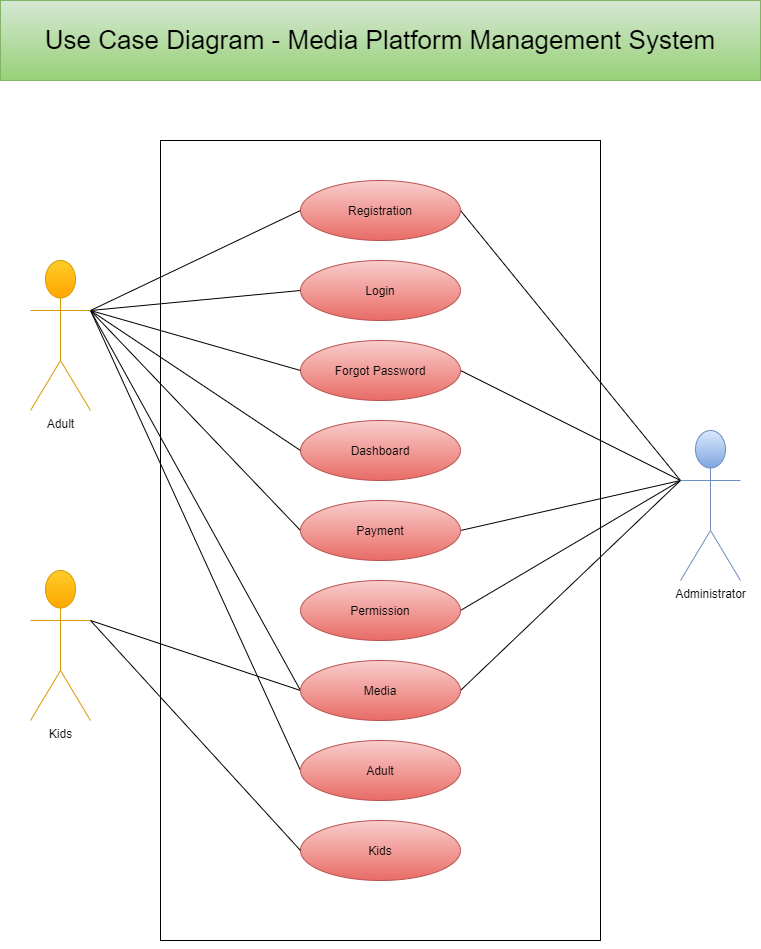 Use Case Diagram - Media Platform Management System
Registration
Login
Adult
Forgot Password
Dashboard
Payment
Administrator
Permission
Media
Kids
Adult
Kids